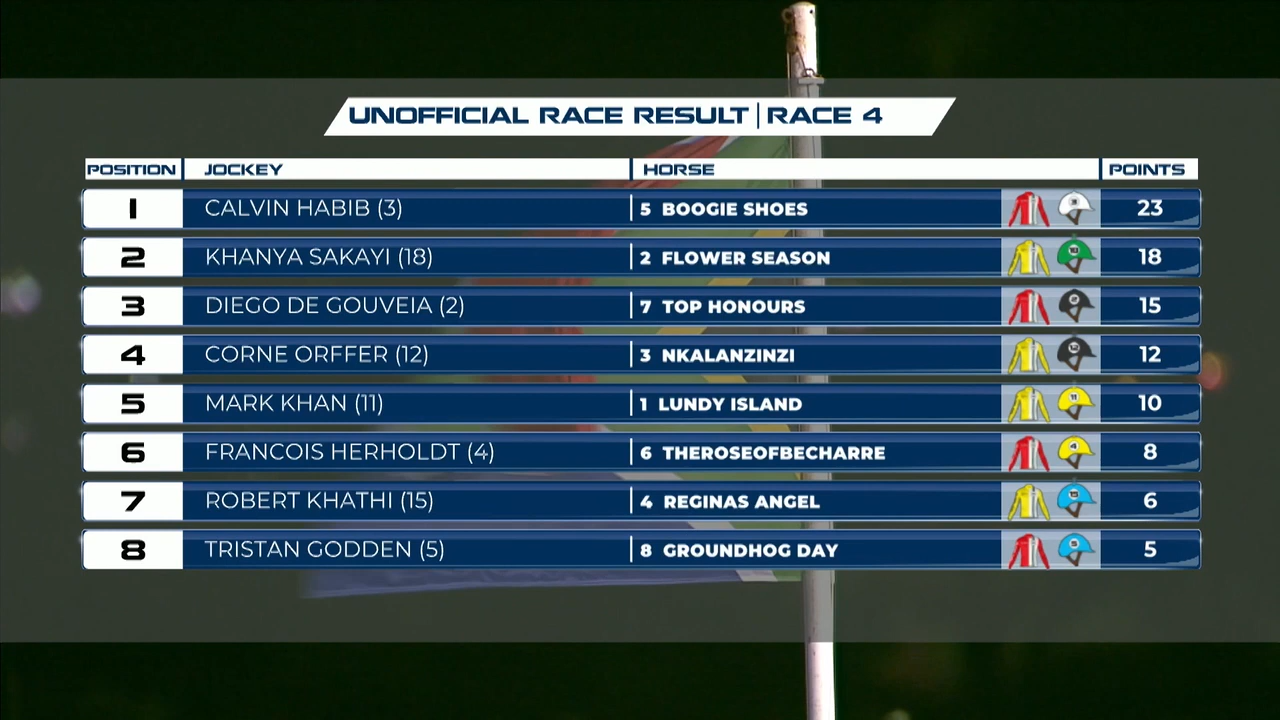 UNOFFICIAL RACE RESULT | RACE 4
POSITION JOCKEY HORSE POINTS
1 CALVIN HABIB (3) 5 BOOGIE SHOES 23
2 KHANYA SAKAYI (18) 2 FLOWER SEASON 18
3 DIEGO DE GOUVEIA (2) 7 TOP HONOURS 15
4 CORNE ORFFER (12) 3 NKALANZINZI 12
5 MARK KHAN (11) 1 LUNDY ISLAND 11 10
6 FRANCOIS HERHOLDT (4) 6 THEROSEOFBECHARRE 4 8
7 ROBERT KHATHI (15) 4 REGINAS ANGEL 6
8 TRISTAN GODDEN (5) 8 GROUNDHOG DAY 5 5